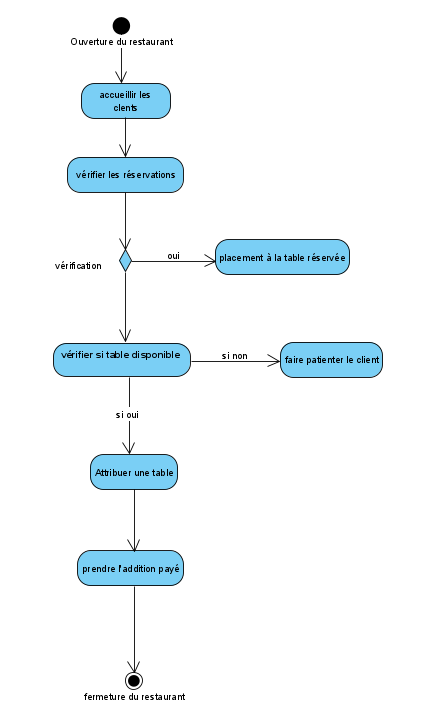 Ouverture du restaurant
accueillir les
clents
vérifier les réservations
oui
placement à la table réservée
vérification
vérifier si table disponible
si non
faire patienter le client
si oui
Attribuer une table
prendre l'addition payé
fermeture du restaurant